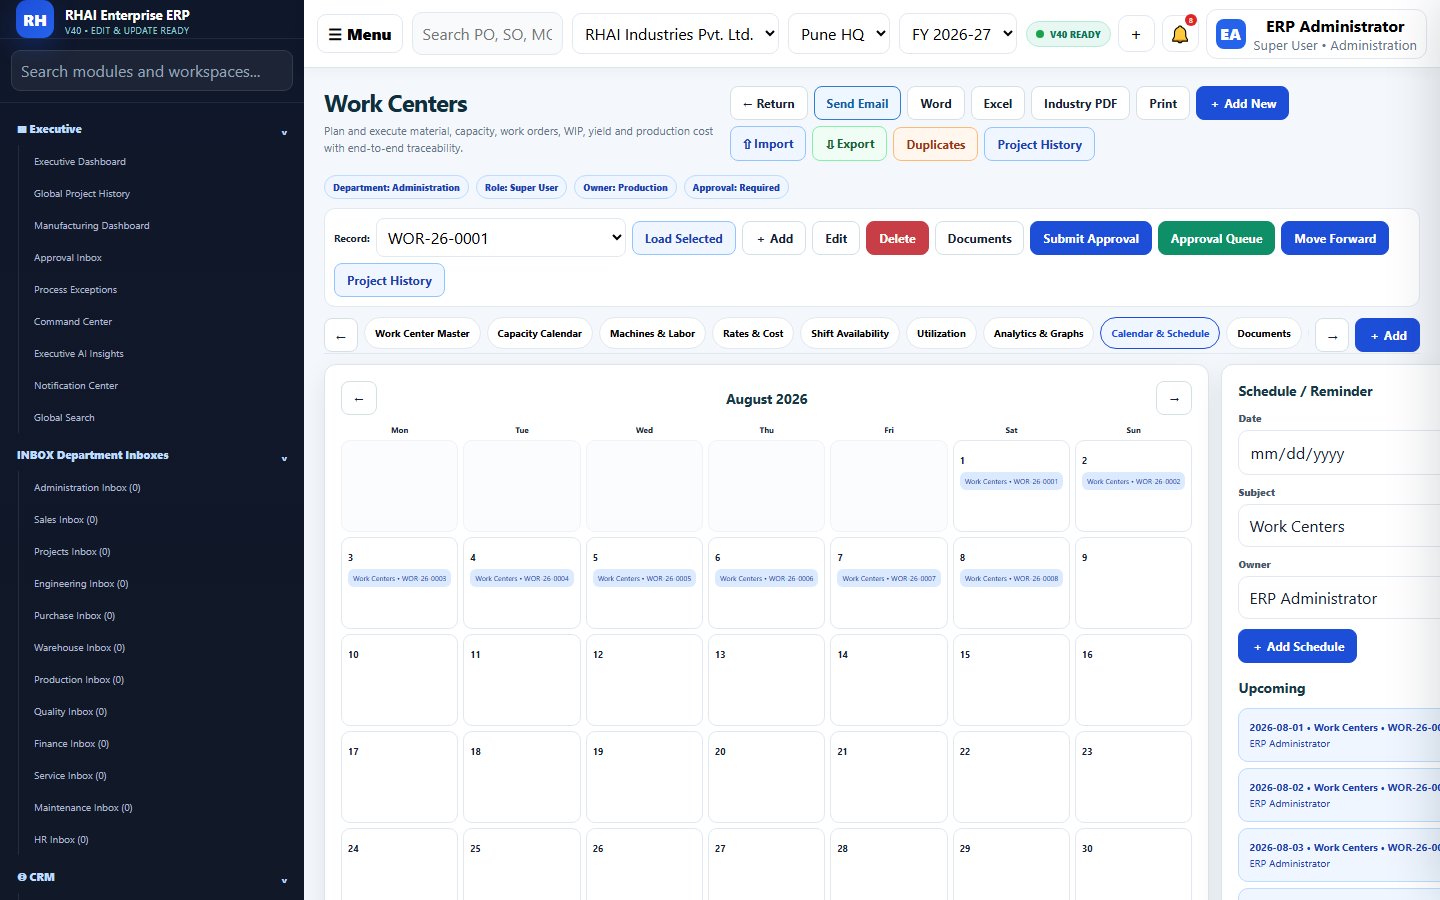 RH
RHAI Enterprise ERP
V40 • EDIT & UPDATE READY
Search modules and workspaces...
Executive
Executive Dashboard
Global Project History
Manufacturing Dashboard
Approval Inbox
Process Exceptions
Command Center
Executive AI Insights
Notification Center
Global Search
INBOX Department Inboxes
Administration Inbox (0)
Sales Inbox (0)
Projects Inbox (0)
Engineering Inbox (0)
Purchase Inbox (0)
Warehouse Inbox (0)
Production Inbox (0)
Quality Inbox (0)
Finance Inbox (0)
Service Inbox (0)
Maintenance Inbox (0)
HR Inbox (0)
CRM
☰ Menu
Search PO, SO, MO
RHAI Industries Pvt. Ltd.
Pune HQ
FY 2026-27
V40 READY
+
8
EA
ERP Administrator
Super User • Administration
Work Centers
Plan and execute material, capacity, work orders, WIP, yield and production cost
with end-to-end traceability.
← Return
Send Email
Word
Excel
Industry PDF
Print
+ Add New
⇧ Import
⇩ Export
Duplicates
Project History
Department: Administration
Role: Super User
Owner: Production
Approval: Required
Record:
WOR-26-0001
Load Selected
+ Add
Edit
Delete
Documents
Submit Approval
Approval Queue
Move Forward
Project History
←
Work Center Master
Capacity Calendar
Machines & Labor
Rates & Cost
Shift Availability
Utilization
Analytics & Graphs
Calendar & Schedule
Documents
→
+ Add
←
August 2026
→
Mon Tue Wed Thu Fri Sat Sun
1 2
Work Centers • WOR-26-0001 Work Centers • WOR-26-0002
3 4 5 6 7 8 9
Work Centers • WOR-26-0003 Work Centers • WOR-26-0004 Work Centers • WOR-26-0005 Work Centers • WOR-26-0006 Work Centers • WOR-26-0007 Work Centers • WOR-26-0008
10 11 12 13 14 15 16
17 18 19 20 21 22 23
24 25 26 27 28 29 30
Schedule / Reminder
Date
mm/dd/yyyy
Subject
Work Centers
Owner
ERP Administrator
+ Add Schedule
Upcoming
2026-08-01 • Work Centers • WOR-26-00
ERP Administrator
2026-08-02 • Work Centers • WOR-26-00
ERP Administrator
2026-08-03 • Work Centers • WOR-26-00
ERP Administrator